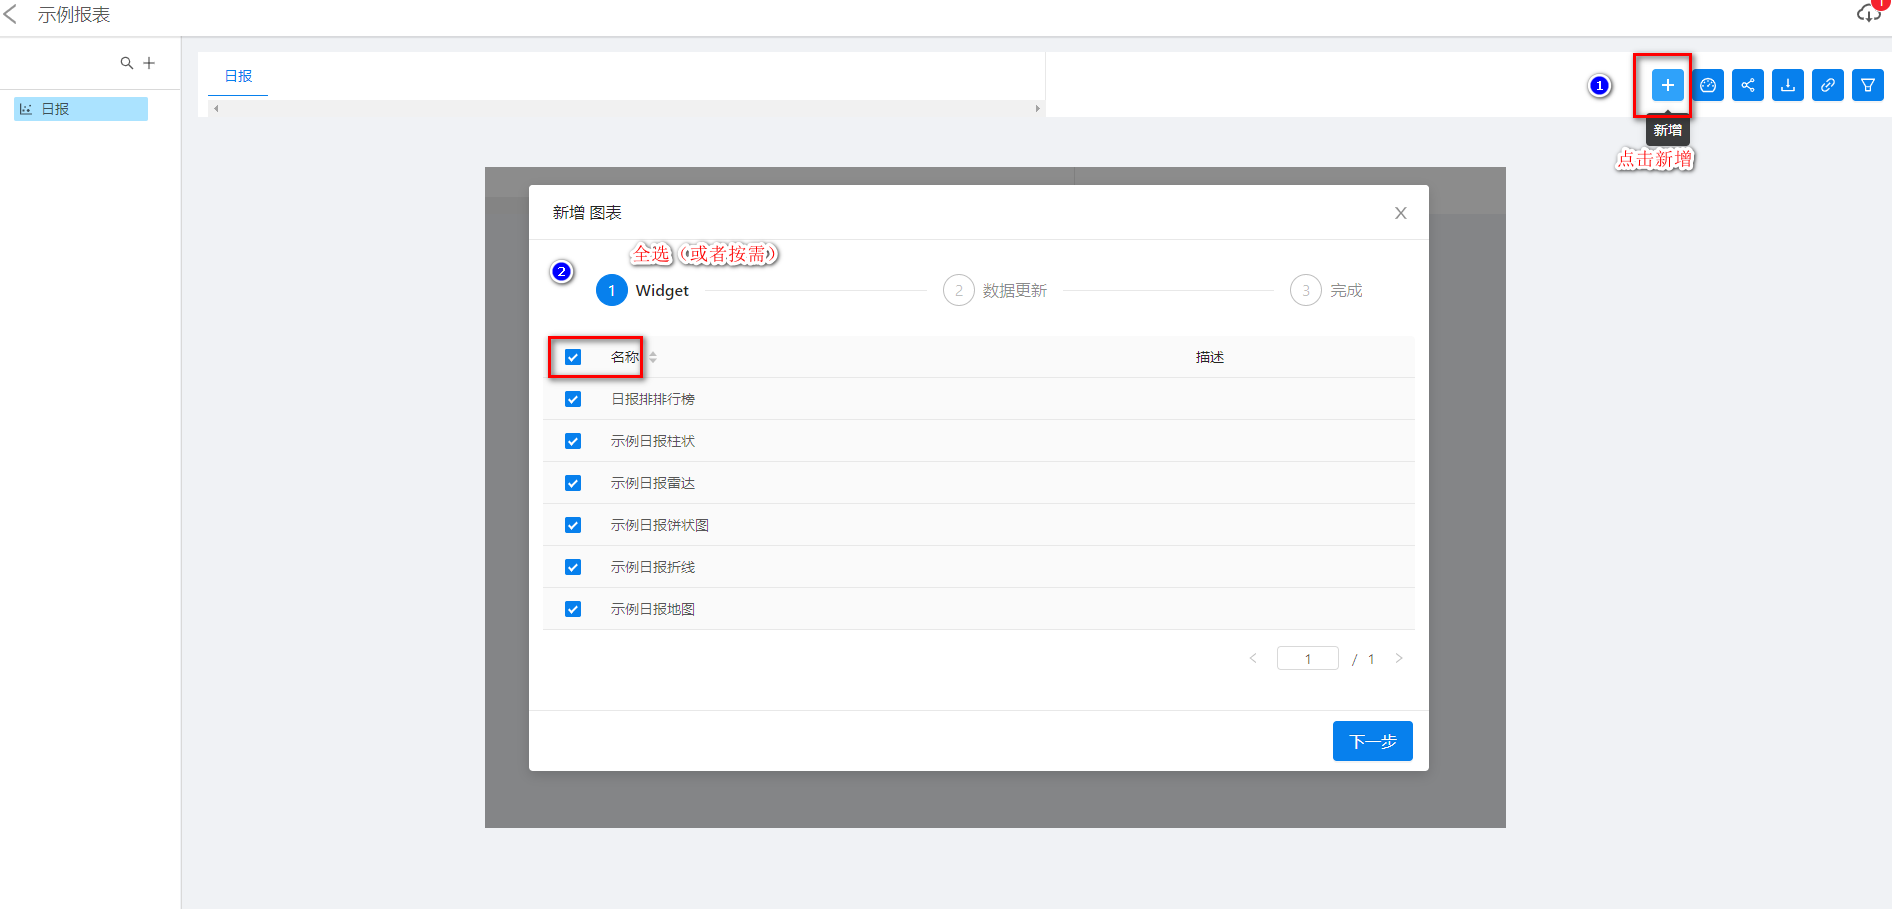 示例报表
1
日报
日报
1
新增
点击新增
新增 图表
X
全选（或者按需）
2
1 Widget
2 数据更新
3 完成
名称 描述
日报排排行榜
示例日报柱状
示例日报雷达
示例日报饼状图
示例日报折线
示例日报地图
< 1 / 1 >
下一步